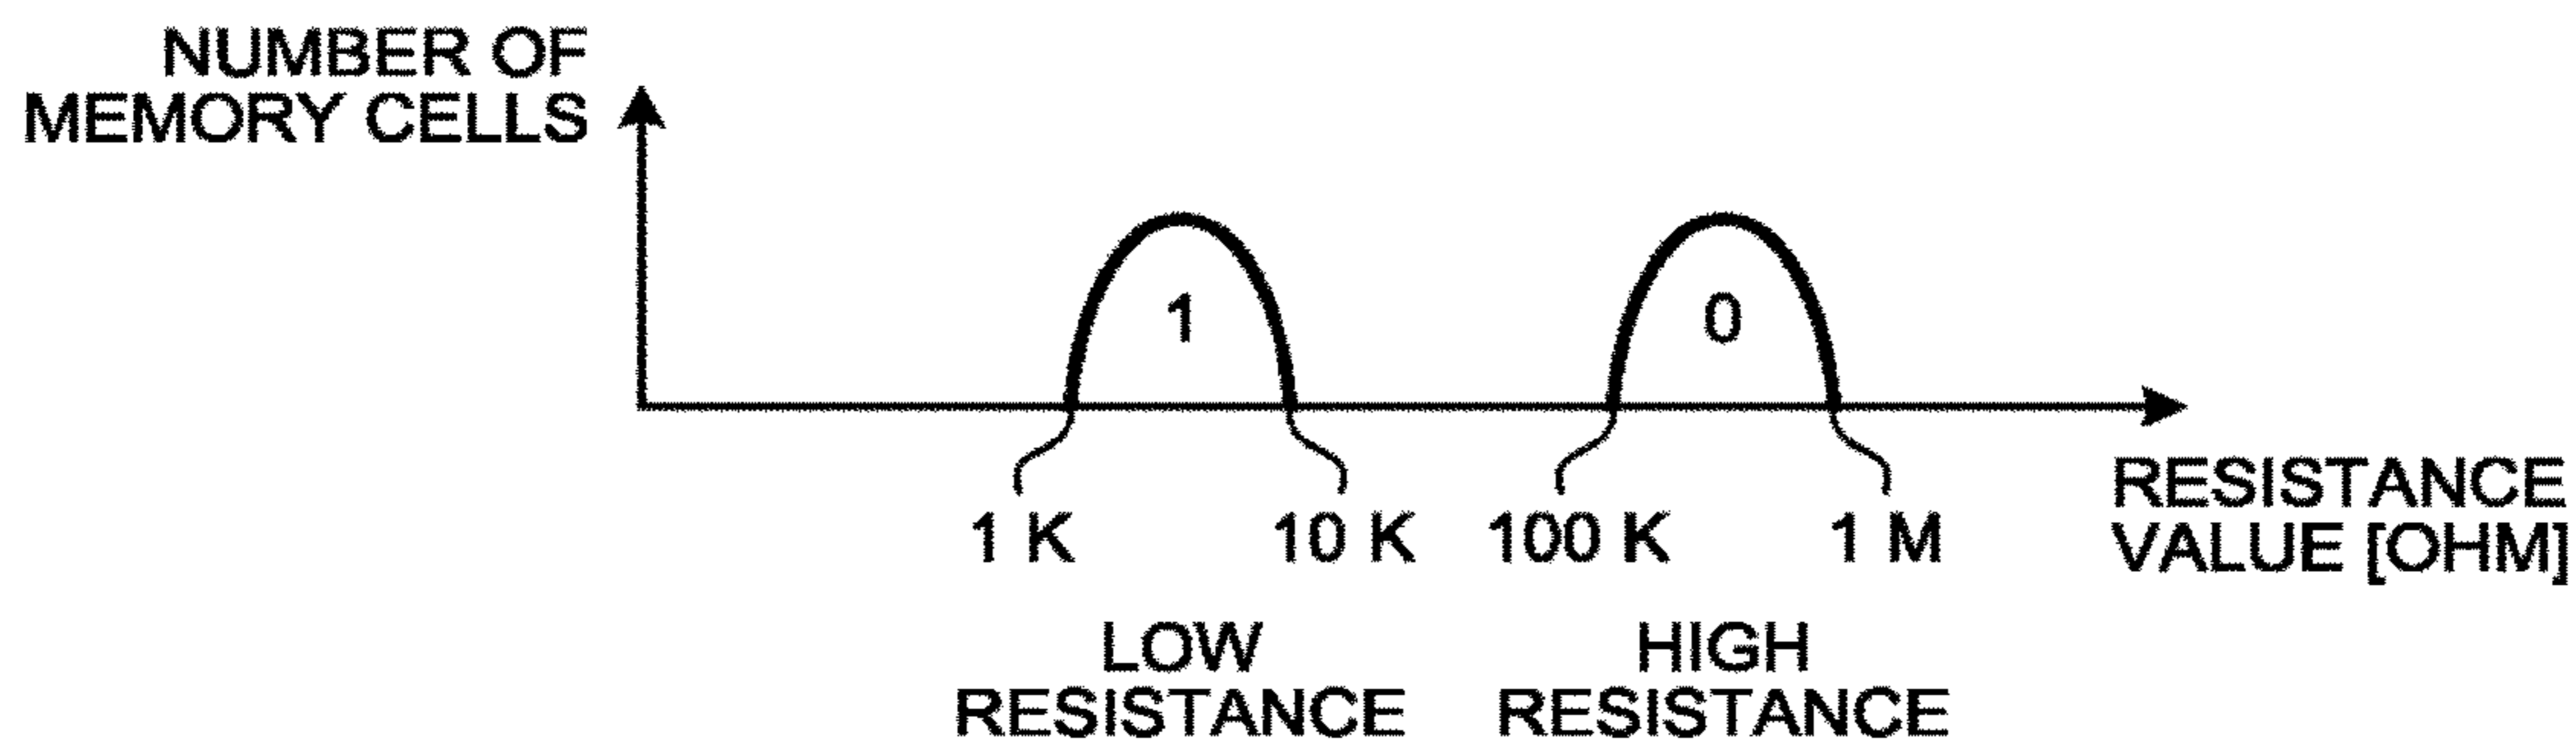 NUMBER OF
MEMORY CELLS
1
0
1 K
10 K
100 K
1 M
RESISTANCE
VALUE [OHM]
LOW
RESISTANCE
HIGH
RESISTANCE